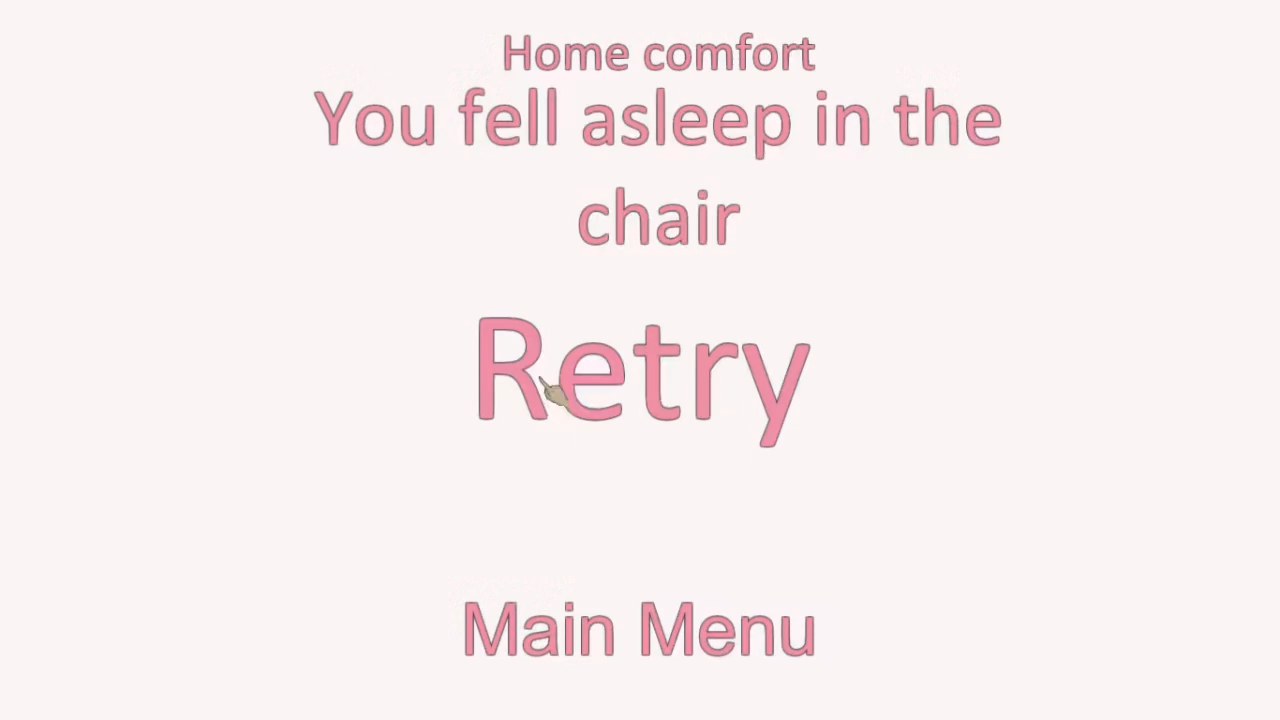 Home comfort
You fell asleep in the
chair
Retry
Main Menu